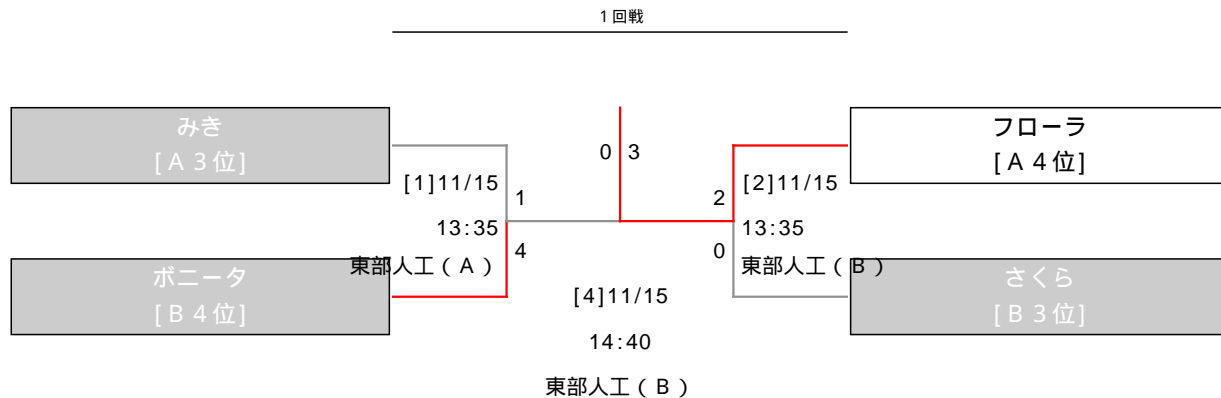 1回戦
みき
[A3位]
フローラ
[A4位]
0 3
[1]11/15
1
2
[2]11/15
13:35
13:35
4
0
東部人工(A)
東部人工(B)
ボニータ
[B4位]
さくら
[B3位]
[4]11/15
14:40
東部人工(B)